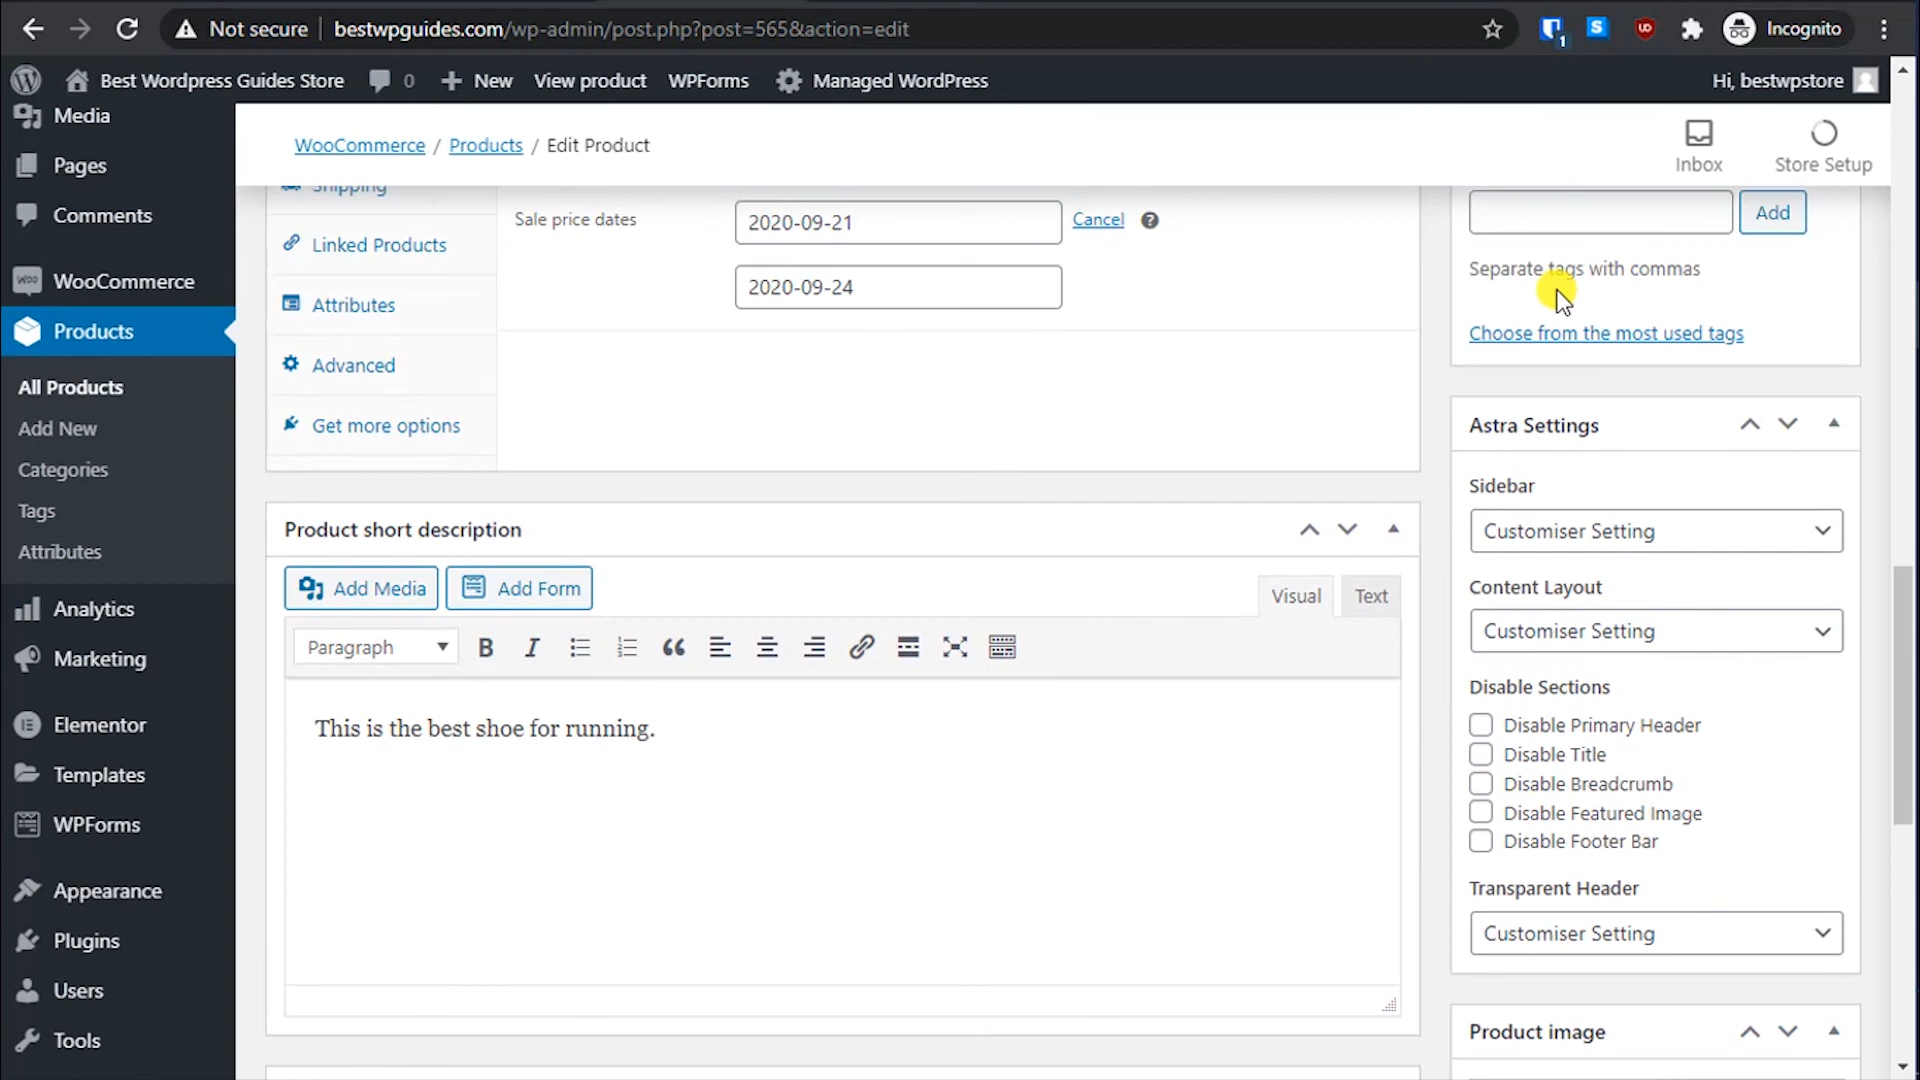 Not secure bestwpguides.com/wp-admin/post.php?post=565&action=edit 1 S UD Incognito
Best Wordpress Guides Store 0 New View product WPForms Managed WordPress Hi, bestwpstore
Media
Pages
Comments
WooCommerce
Products
All Products
Add New
Categories
Tags
Attributes
Analytics
Marketing
Elementor
Templates
WPForms
Appearance
Plugins
Users
Tools
WooCommerce / Products / Edit Product
Inbox
Store Setup
Shipping
Linked Products
Attributes
Advanced
Get more options
Sale price dates 2020-09-21 Cancel ?
2020-09-24
Product short description
Add Media Add Form
Visual Text
Paragraph
This is the best shoe for running.
Add
Separate tags with commas
Choose from the most used tags
Astra Settings
Sidebar
Customiser Setting
Content Layout
Customiser Setting
Disable Sections
Disable Primary Header
Disable Title
Disable Breadcrumb
Disable Featured Image
Disable Footer Bar
Transparent Header
Customiser Setting
Product image